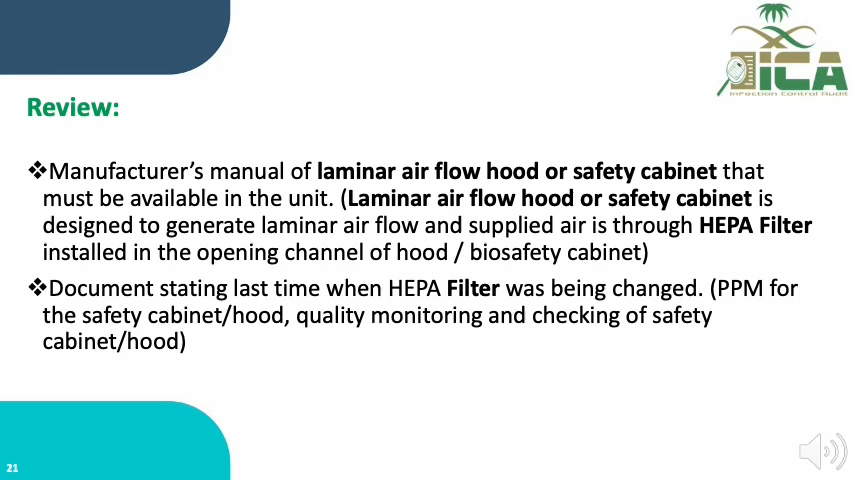 iCA
Infection Control Audit
Review:
❖Manufacturer’s manual of laminar air flow hood or safety cabinet that
must be available in the unit. (Laminar air flow hood or safety cabinet is
designed to generate laminar air flow and supplied air is through HEPA Filter
installed in the opening channel of hood / biosafety cabinet)
❖Document stating last time when HEPA Filter was being changed. (PPM for
the safety cabinet/hood, quality monitoring and checking of safety
cabinet/hood)
21